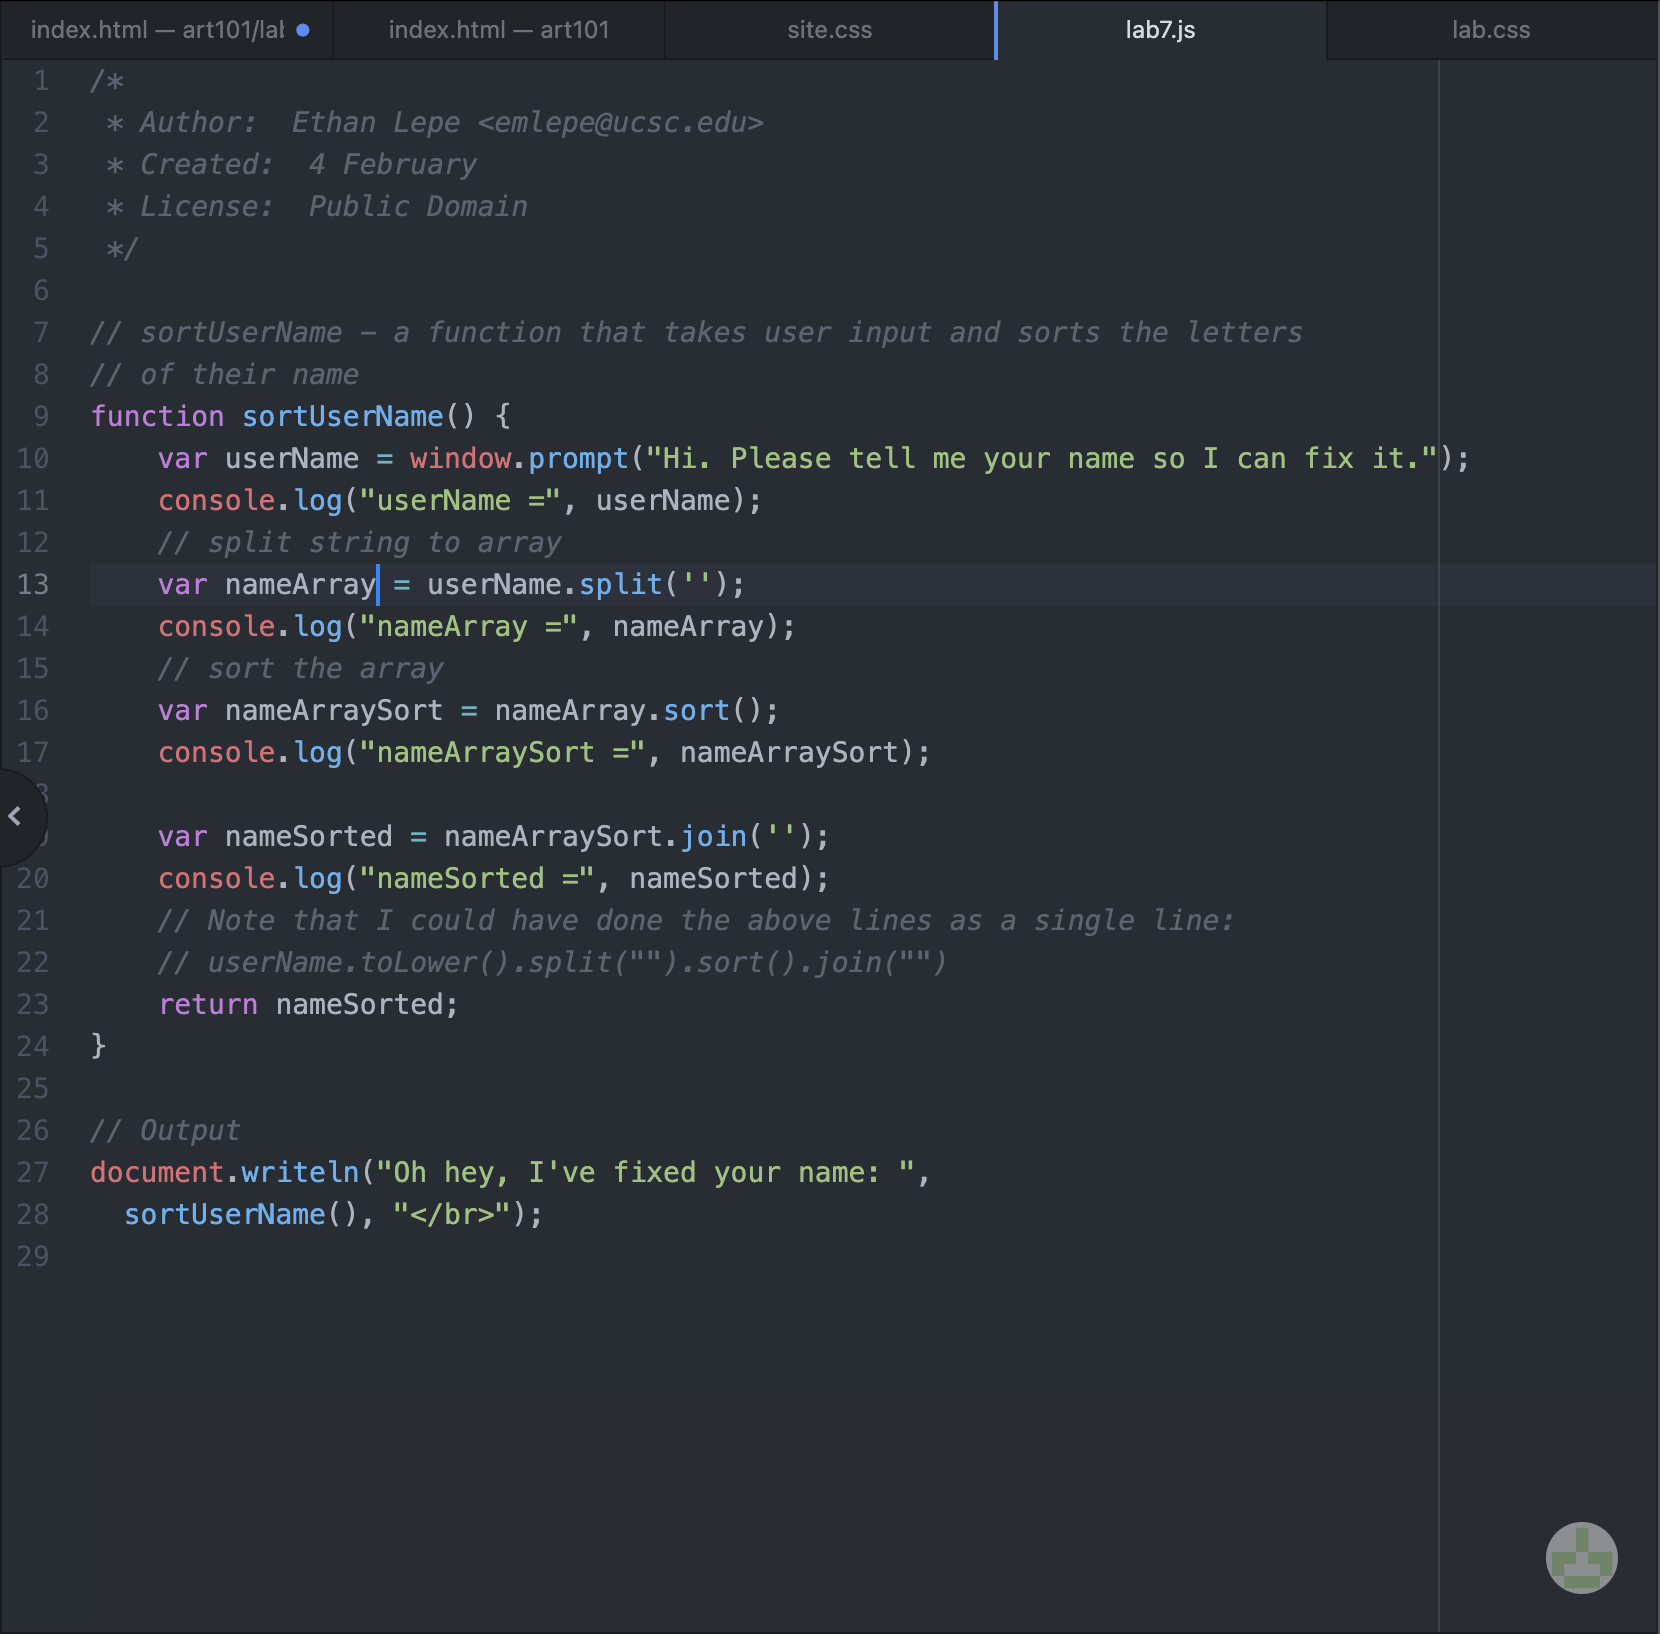 index.html — art101/lab
index.html — art101
site.css
lab7.js
lab.css
1 /*
2  * Author:  Ethan Lepe <emlepe@ucsc.edu>
3  * Created:  4 February
4  * License:  Public Domain
5  */
6
7 // sortUserName – a function that takes user input and sorts the letters
8 // of their name
9 function sortUserName() {
10     var userName = window.prompt("Hi. Please tell me your name so I can fix it.");
11     console.log("userName =", userName);
12     // split string to array
13     var nameArray = userName.split('');
14     console.log("nameArray =", nameArray);
15     // sort the array
16     var nameArraySort = nameArray.sort();
17     console.log("nameArraySort =", nameArraySort);
    var nameSorted = nameArraySort.join('');
20     console.log("nameSorted =", nameSorted);
21     // Note that I could have done the above lines as a single line:
22     // userName.toLower().split("").sort().join("")
23     return nameSorted;
24 }
25
26 // Output
27 document.writeln("Oh hey, I've fixed your name: ",
28   sortUserName(), "</br>");
29